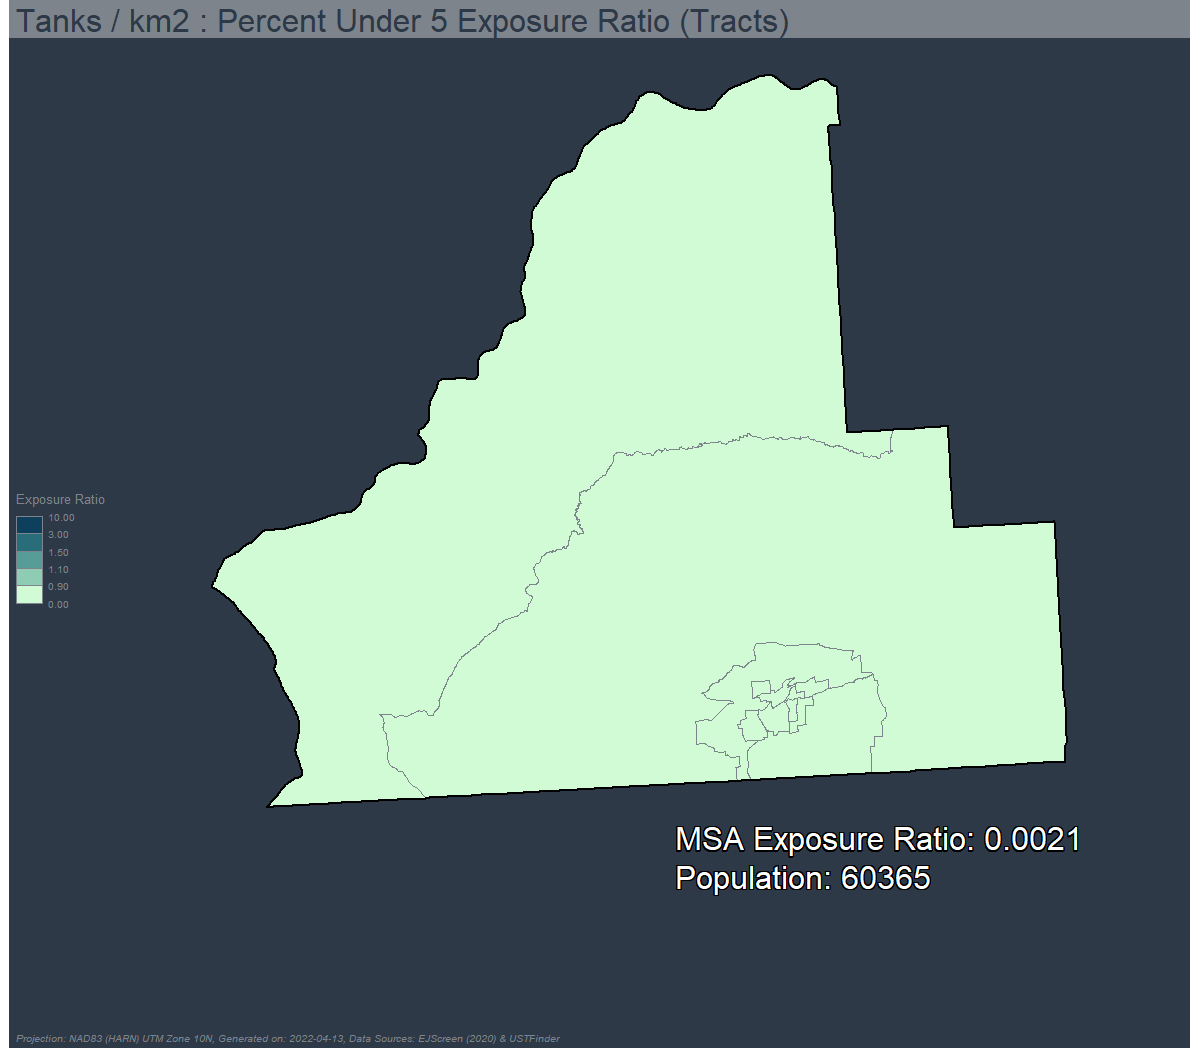 Tanks / km2 : Percent Under 5 Exposure Ratio (Tracts)
Exposure Ratio
10.00
3.00
1.50
1.10
0.90
0.00
MSA Exposure Ratio: 0.0021
Population: 60365
Projection: NAD83 (HARN) UTM Zone 10N, Generated on: 2022-04-13, Data Sources: EJScreen (2020) & USTFinder